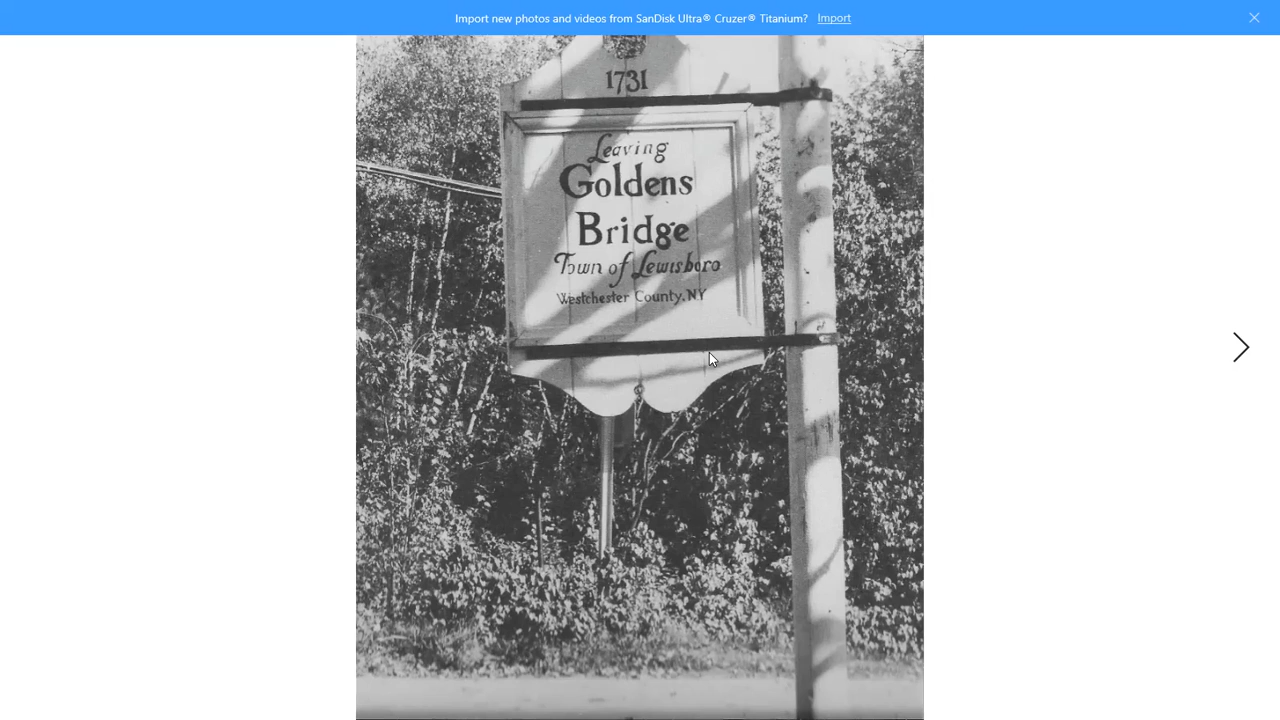 Import new photos and videos from SanDisk Ultra® Cruzer® Titanium? Import
1731
Leaving
Goldens
Bridge
Town of Lewisboro
Westchester County, NY